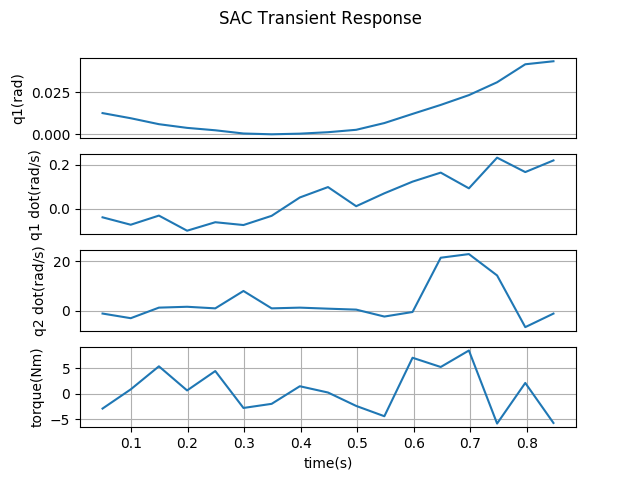 SAC Transient Response
q1(rad)
0.025
0.000
q1 dot(rad/s)
0.2
0.0
q2 dot(rad/s)
20
0
torque(Nm)
5
0
−5
0.1 0.2 0.3 0.4 0.5 0.6 0.7 0.8
time(s)